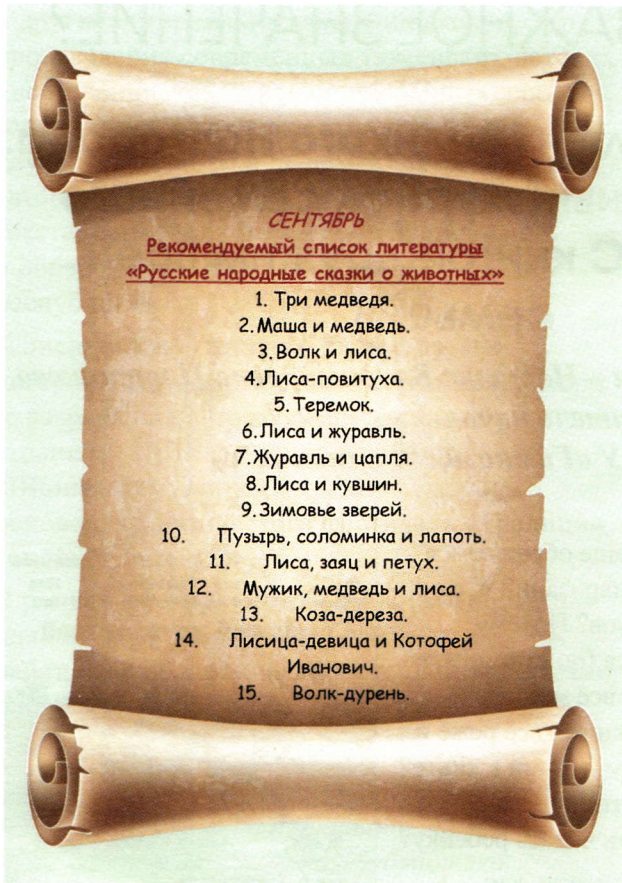 СЕНТЯБРЬ
Рекомендуемый список литературы
«Русские народные сказки о животных»
1. Три медведя.
2. Маша и медведь.
3. Волк и лиса.
4. Лиса-повитуха.
5. Теремок.
6. Лиса и журавль.
7. Журавль и цапля.
8. Лиса и кувшин.
9. Зимовье зверей.
10. Пузырь, соломинка и лапоть.
11. Лиса, заяц и петух.
12. Мужик, медведь и лиса.
13. Коза-дереза.
14. Лисица-девица и Котофей
Иванович.
15. Волк-дурень.